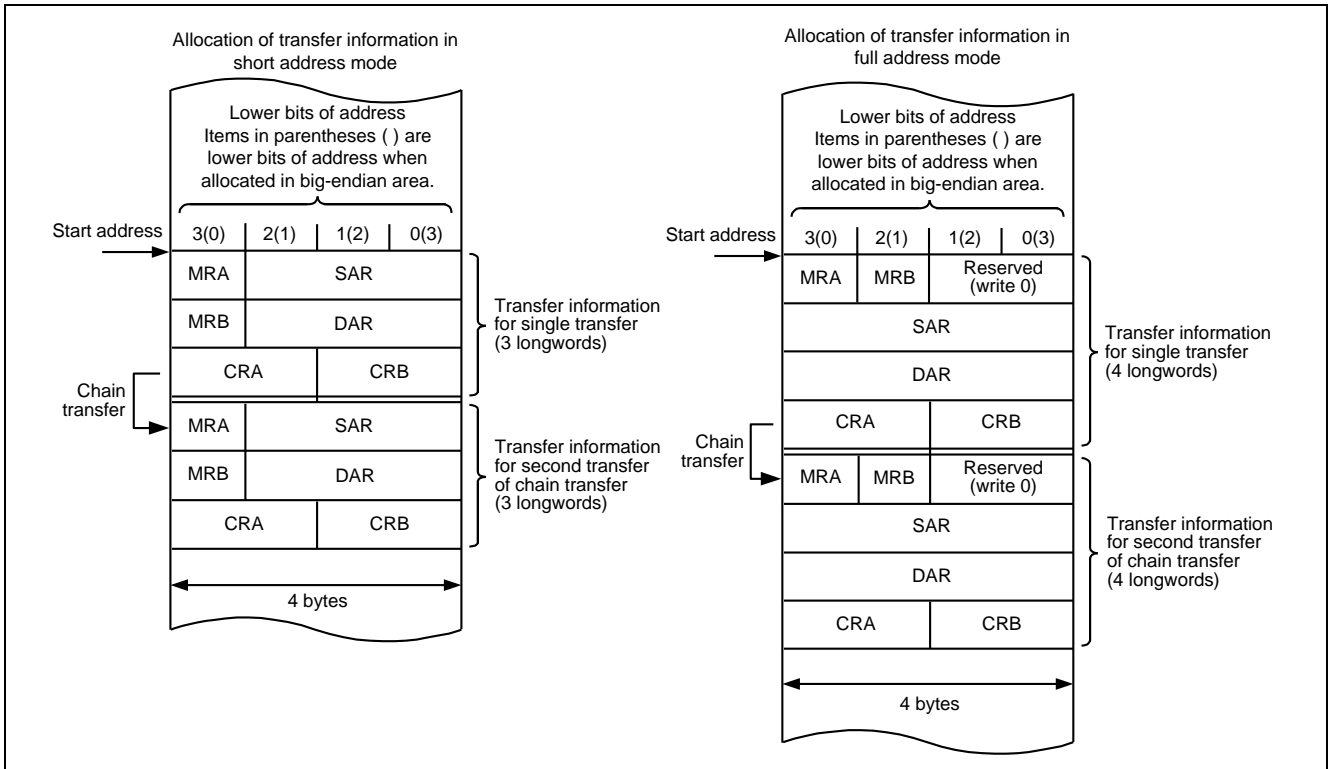 Allocation of transfer information in
short address mode
Lower bits of address
Items in parentheses ( ) are
lower bits of address when
allocated in big-endian area.
Start address
3(0) 2(1) 1(2) 0(3)
MRA SAR
MRB DAR
CRA CRB
Transfer information
for single transfer
(3 longwords)
Chain
transfer
MRA SAR
MRB DAR
CRA CRB
Transfer information
for second transfer
of chain transfer
(3 longwords)
4 bytes
Allocation of transfer information in
full address mode
Lower bits of address
Items in parentheses ( ) are
lower bits of address when
allocated in big-endian area.
Start address
3(0) 2(1) 1(2) 0(3)
MRA MRB Reserved
(write 0)
SAR
DAR
CRA CRB
Transfer information
for single transfer
(4 longwords)
Chain
transfer
MRA MRB Reserved
(write 0)
SAR
DAR
CRA CRB
Transfer information
for second transfer
of chain transfer
(4 longwords)
4 bytes